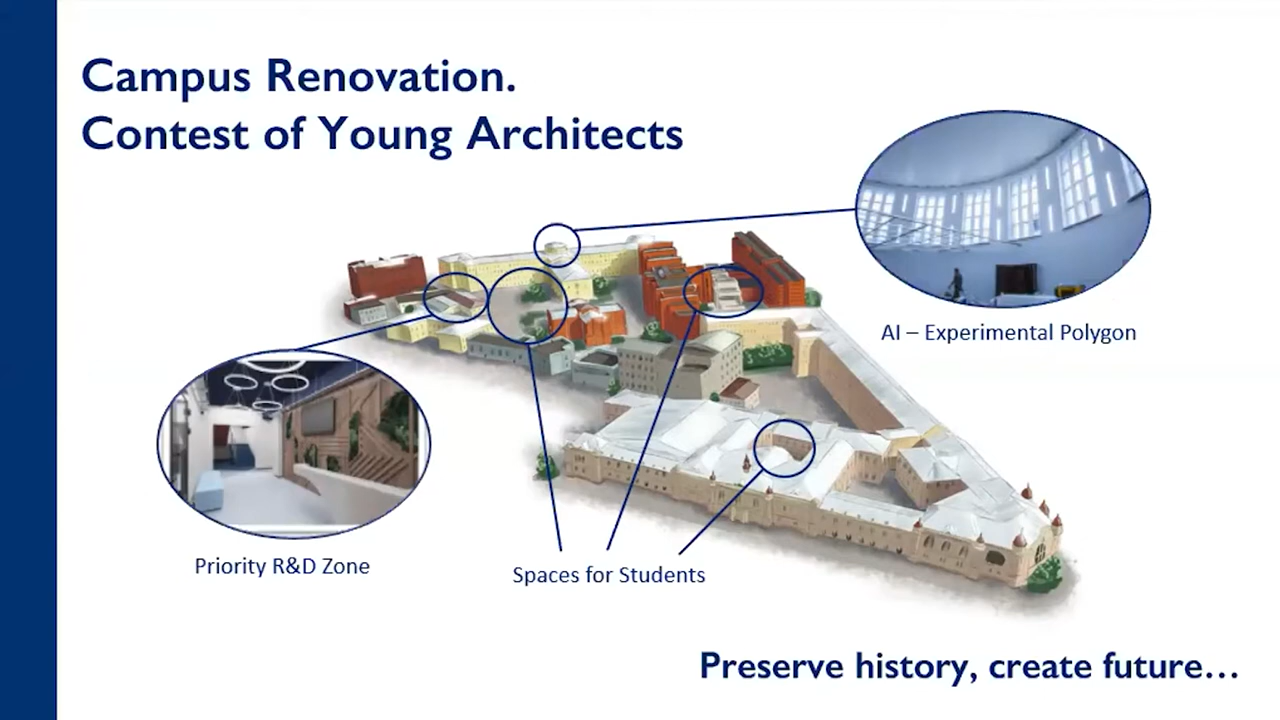 Campus Renovation.
Contest of Young Architects
AI – Experimental Polygon
Priority R&D Zone
Spaces for Students
Preserve history, create future…